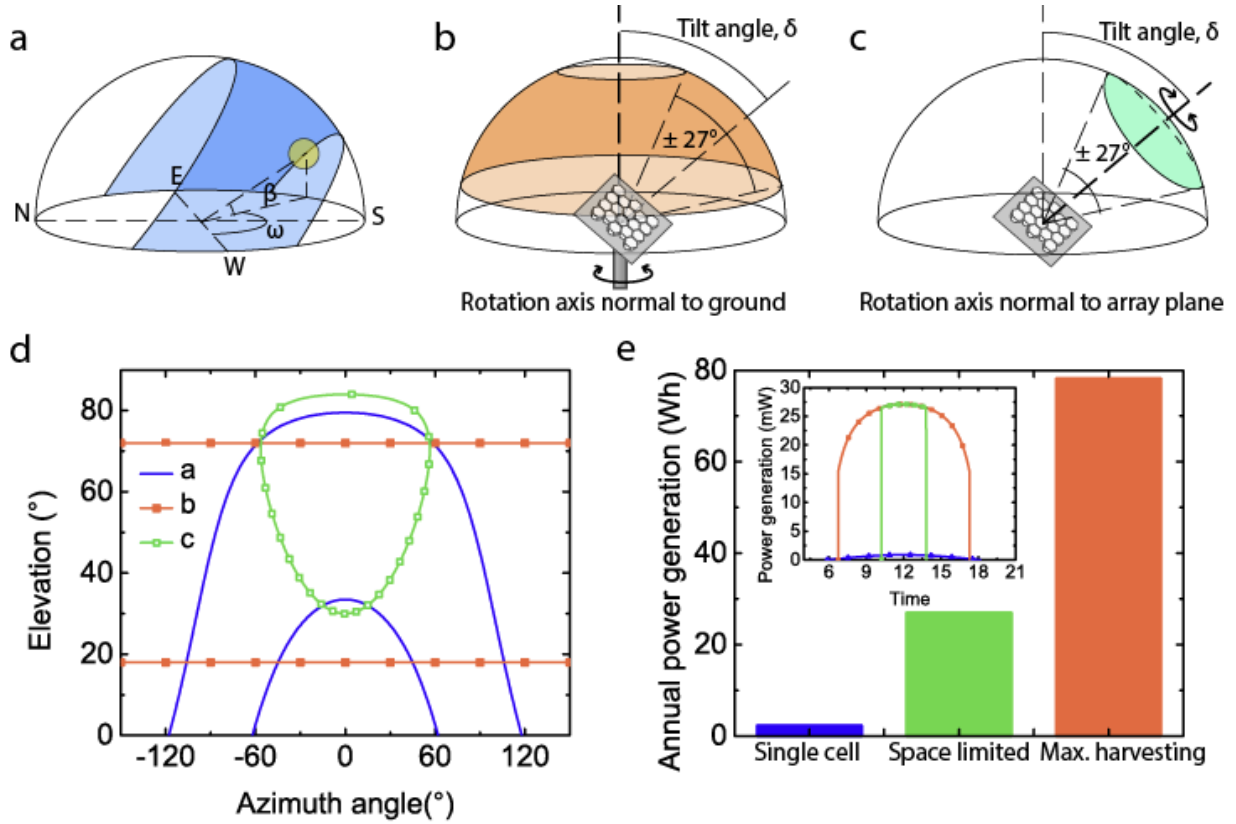 a
N
E
β
ω
W
S
b
Tilt angle, δ
± 27°
Rotation axis normal to ground
c
Tilt angle, δ
± 27°
Rotation axis normal to array plane
d
Elevation (°)
80
60
40
20
0
a
b
c
-120
-60
0
60
120
Azimuth angle(°)
e
Annual power generation (Wh)
80
60
40
20
0
Power generation (mW)
30
25
20
15
10
5
0
6
9
12
15
18
21
Time
Single cell
Space limited
Max. harvesting